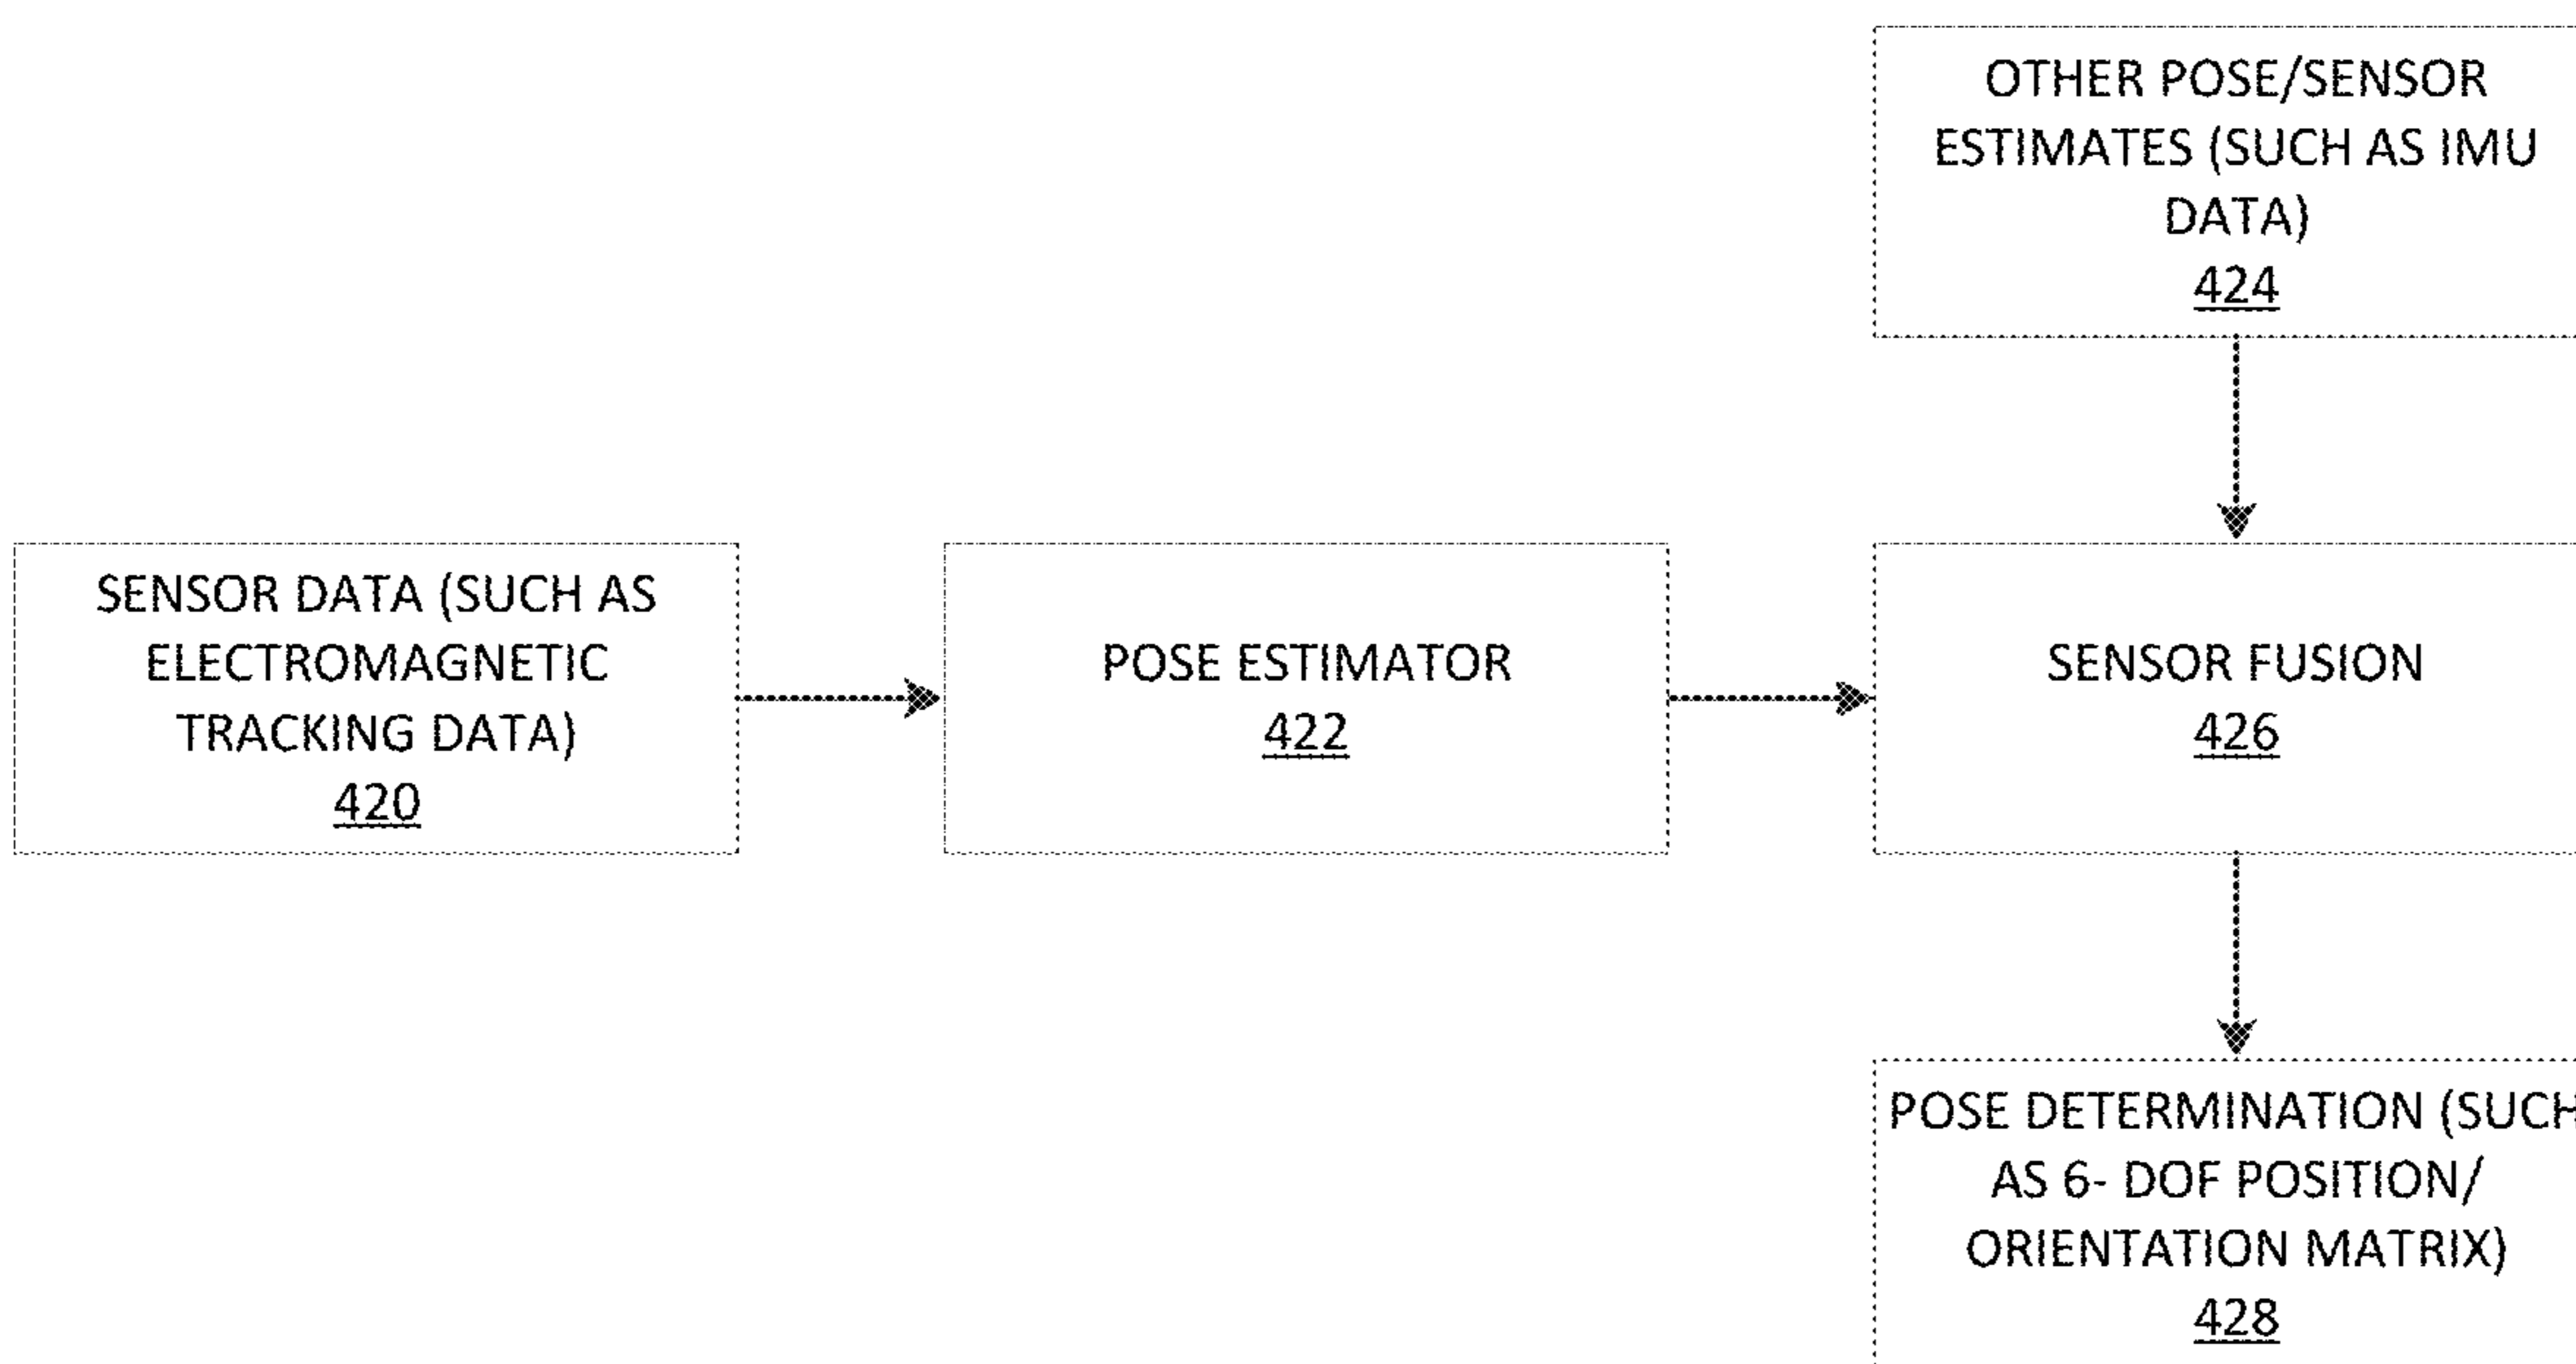 OTHER POSE/SENSOR
ESTIMATES (SUCH AS IMU
DATA)
424
SENSOR DATA (SUCH AS
ELECTROMAGNETIC
TRACKING DATA)
420
POSE ESTIMATOR
422
SENSOR FUSION
426
POSE DETERMINATION (SUCH
AS 6- DOF POSITION/
ORIENTATION MATRIX)
428